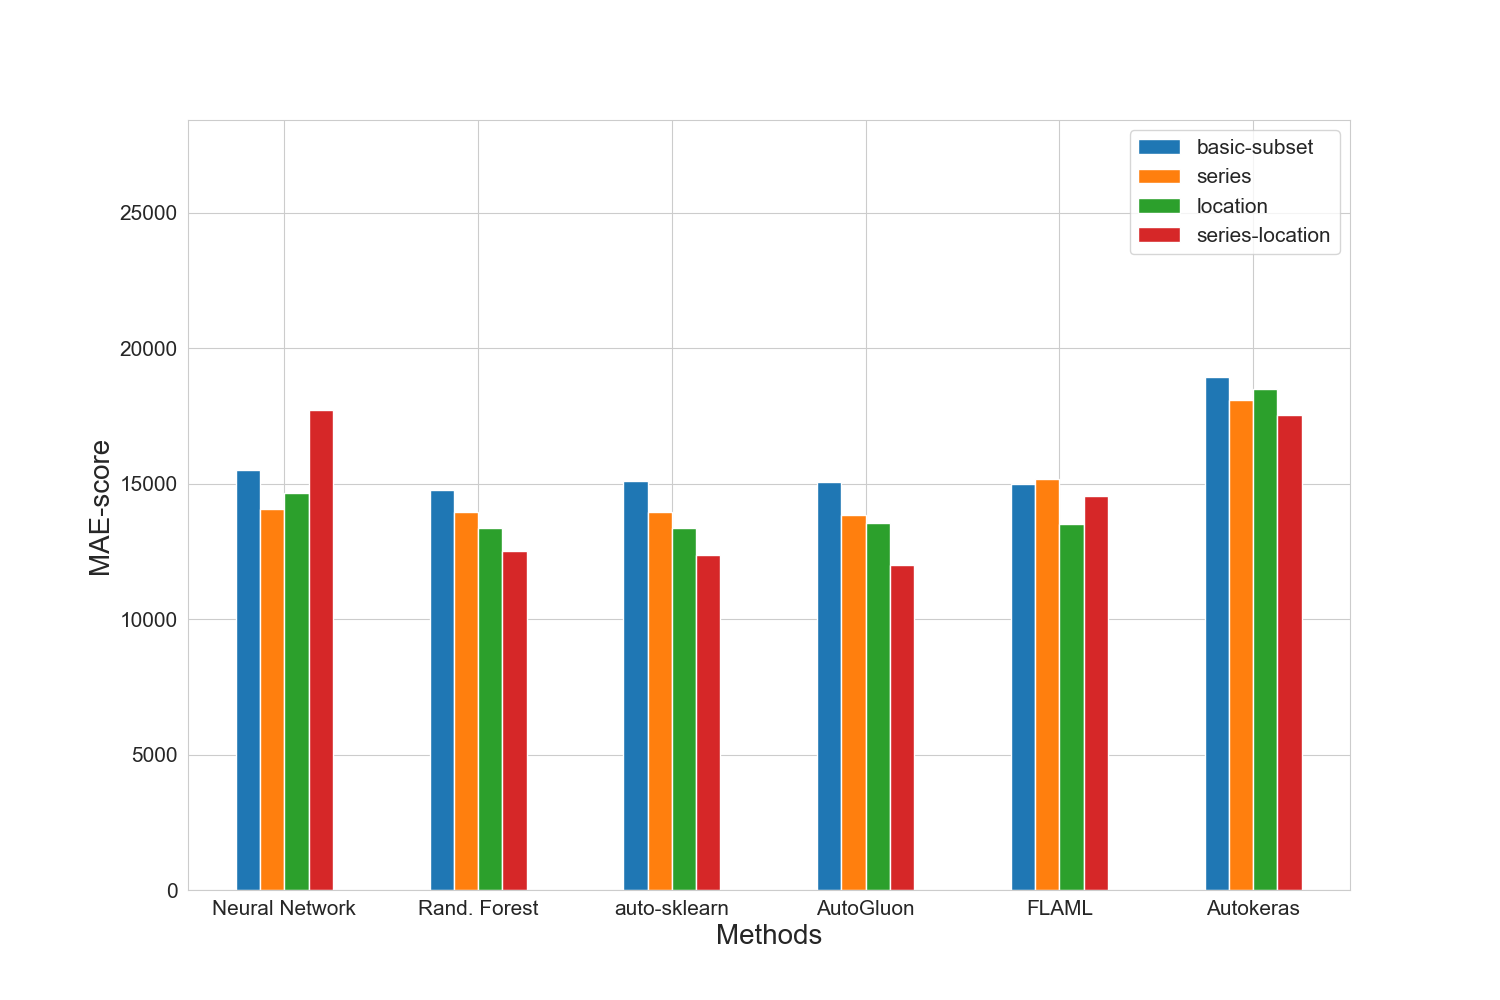 basic-subset
series
location
series-location
25000
20000
15000
10000
5000
0
MAE-score
Neural Network Rand. Forest auto-sklearn AutoGluon FLAML Autokeras
Methods